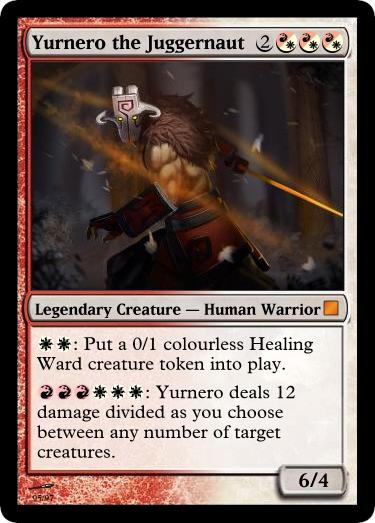 Yurnero the Juggernaut 2
Legendary Creature — Human Warrior
: Put a 0/1 colourless Healing
Ward creature token into play.
: Yurnero deals 12
damage divided as you choose
between any number of target
creatures.
6/4